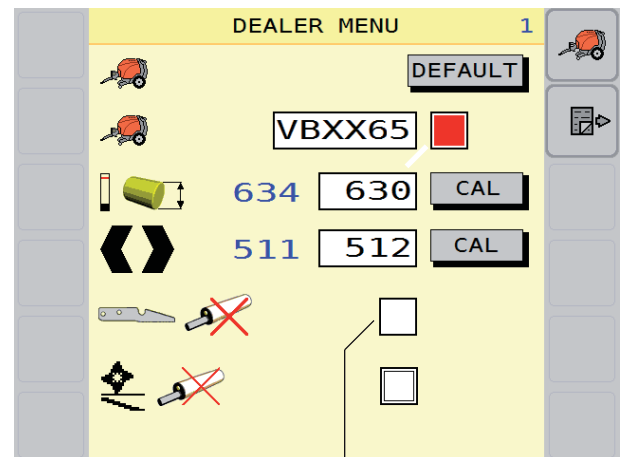 DEALER MENU 1
DEFAULT
VBXX65
634 630 CAL
511 512 CAL